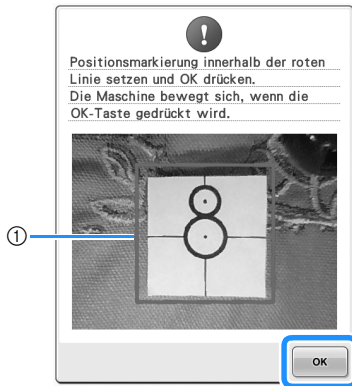 Positionsmarkierung innerhalb der roten
Linie setzen und OK drücken.
Die Maschine bewegt sich, wenn die
OK-Taste gedrückt wird.
①
OK